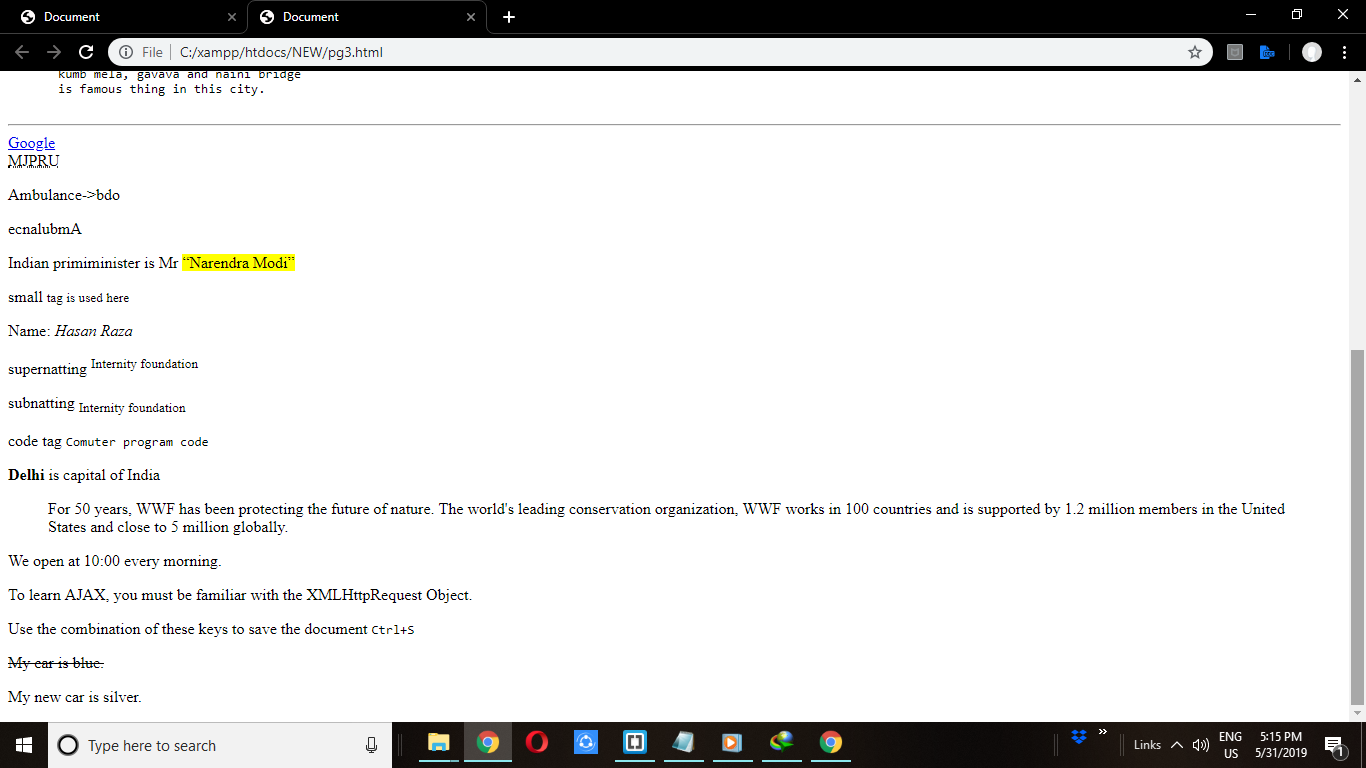 Document
Document
File
C:/xampp/htdocs/NEW/pg3.html
kumb mela, gavava and naini bridge
is famous thing in this city.
Google
MJPRU
Ambulance->bdo
ecnalubmA
Indian primiminister is Mr “Narendra Modi”
small tag is used here
Name: Hasan Raza
supernatting Internity foundation
subnatting Internity foundation
code tag Comuter program code
Delhi is capital of India
For 50 years, WWF has been protecting the future of nature. The world's leading conservation organization, WWF works in 100 countries and is supported by 1.2 million members in the United
States and close to 5 million globally.
We open at 10:00 every morning.
To learn AJAX, you must be familiar with the XMLHttpRequest Object.
Use the combination of these keys to save the document Ctrl+S
My car is blue.
My new car is silver.
Type here to search
Links
ENG
US
5:15 PM
5/31/2019
1